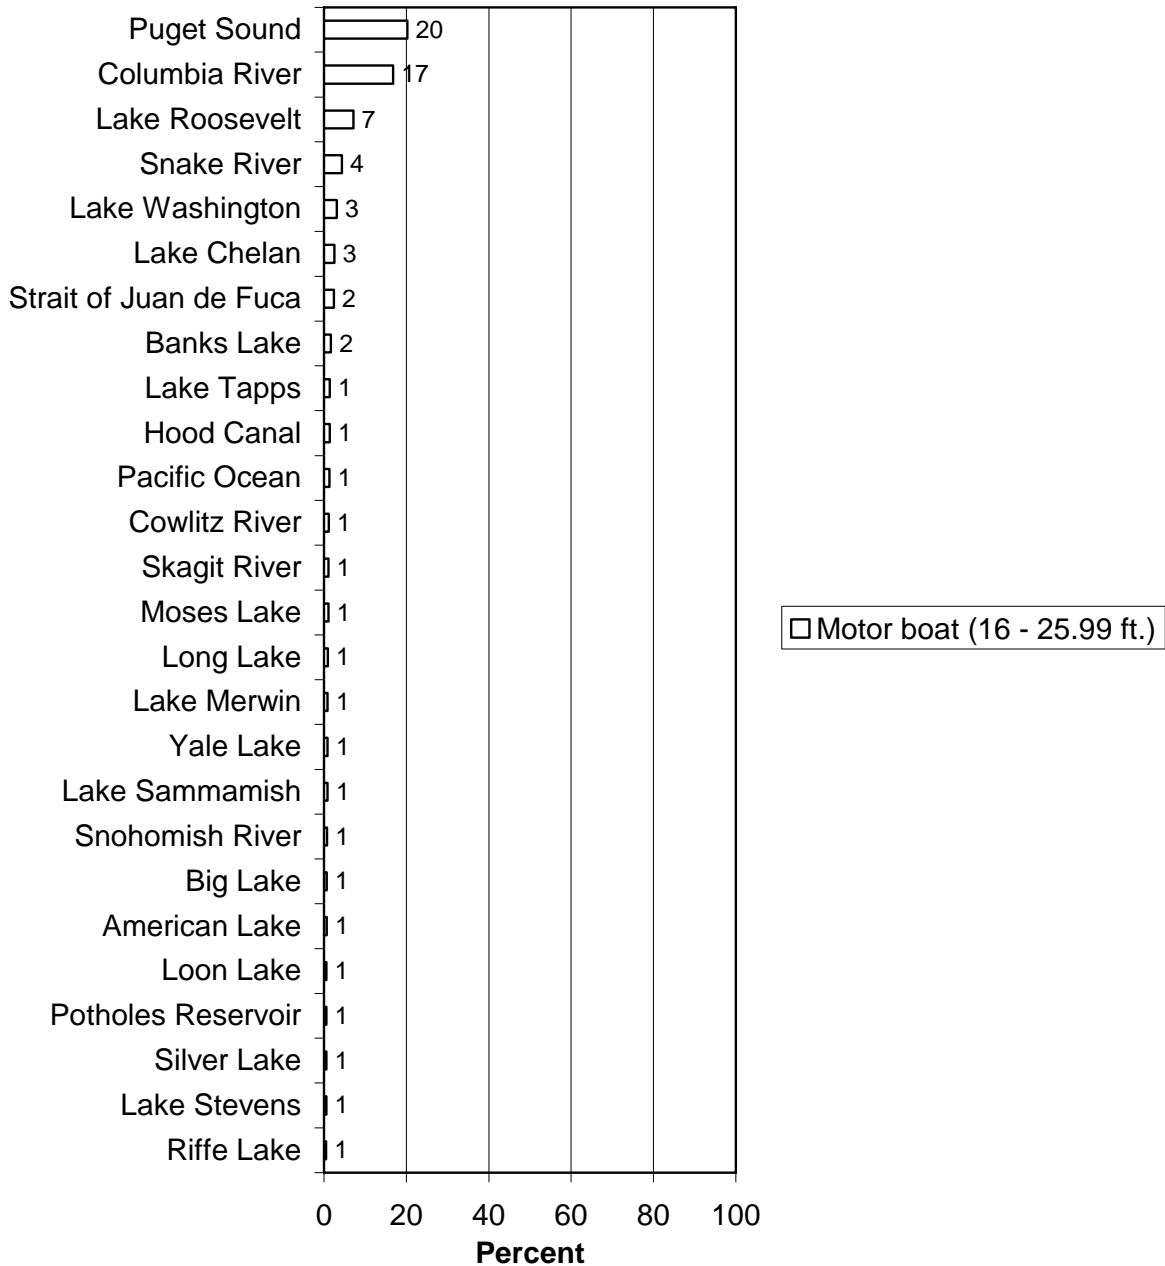 Puget Sound 20
Columbia River 17
Lake Roosevelt 7
Snake River 4
Lake Washington 3
Lake Chelan 3
Strait of Juan de Fuca 2
Banks Lake 2
Lake Tapps 1
Hood Canal 1
Pacific Ocean 1
Cowlitz River 1
Skagit River 1
Moses Lake 1
Motor boat (16 - 25.99 ft.)
Long Lake 1
Lake Merwin 1
Yale Lake 1
Lake Sammamish 1
Snohomish River 1
Big Lake 1
American Lake 1
Loon Lake 1
Potholes Reservoir 1
Silver Lake 1
Lake Stevens 1
Riffe Lake 1
0 20 40 60 80 100
Percent